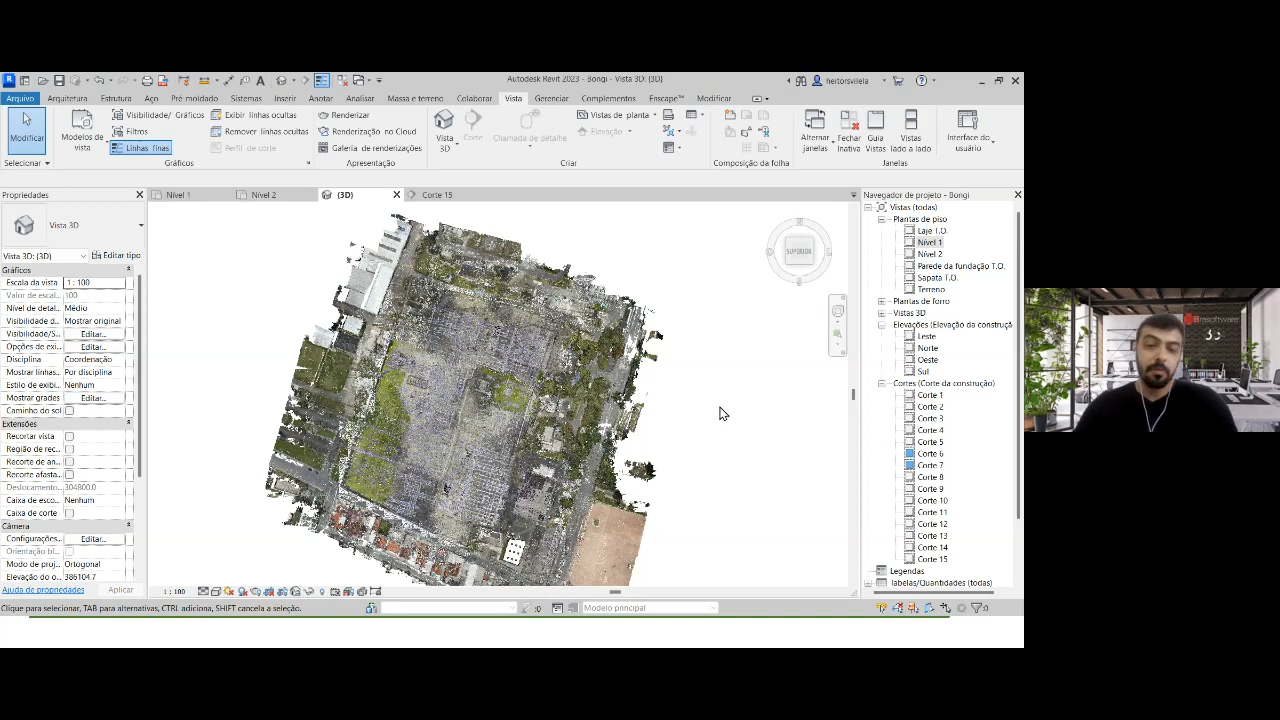 Autodesk Revit 2023 - Bongi - Vista 3D: {3D}
heitorsvilela
Arquivo Arquitetura Estrutura Aço Pré-moldado Sistemas Inserir Anotar Analisar Massa e terreno Colaborar Vista Gerenciar Complementos Enscape™ Modificar
Modificar
Selecionar
Modelos de vista
Visibilidade/ Gráficos
Filtros
Linhas finas
Exibir linhas ocultas
Remover linhas ocultas
Perfil de corte
Gráficos
Renderizar
Renderização no Cloud
Galeria de renderizações
Apresentação
Vista 3D
Corte
Chamada de detalhe
Vistas de planta
Elevação
Criar
Composição da folha
Alternar janelas
Fechar Inativa
Guia Vistas
Vistas lado a lado
Janelas
Interface do usuário
Propriedades
Vista 3D
Vista 3D: {3D}
Editar tipo
Gráficos
Escala da vista 1 : 100
Valor de escal... 100
Nível de detal... Médio
Visibilidade d... Mostrar original
Visibilidade/S... Editar...
Opções de exi... Editar...
Disciplina Coordenação
Mostrar linhas... Por disciplina
Estilo de exibi... Nenhum
Mostrar grades Editar...
Caminho do sol
Extensões
Recortar vista
Região de rec...
Recorte de an...
Recorte afasta...
Deslocamento... 304800.0
Caixa de esco... Nenhum
Caixa de corte
Câmera
Configurações... Editar...
Orientação bl...
Modo de proj... Ortogonal
Elevação do o... 386104.7
Ajuda de propriedades
Aplicar
Nível 1
Nível 2
{3D}
Corte 15
SUPERIOR
Navegador de projeto - Bongi
Vistas (todas)
Plantas de piso
Laje T.O.
Nível 1
Nível 2
Parede da fundação T.O.
Sapata T.O.
Terreno
Plantas de forro
Vistas 3D
Elevações (Elevação da construçã
Leste
Norte
Oeste
Sul
Cortes (Corte da construção)
Corte 1
Corte 2
Corte 3
Corte 4
Corte 5
Corte 6
Corte 7
Corte 8
Corte 9
Corte 10
Corte 11
Corte 12
Corte 13
Corte 14
Corte 15
Legendas
Tabelas/Quantidades (todas)
1 : 100
Clique para selecionar, TAB para alternativas, CTRL adiciona, SHIFT cancela a seleção.
:0
Modelo principal
:0
Brasoftware